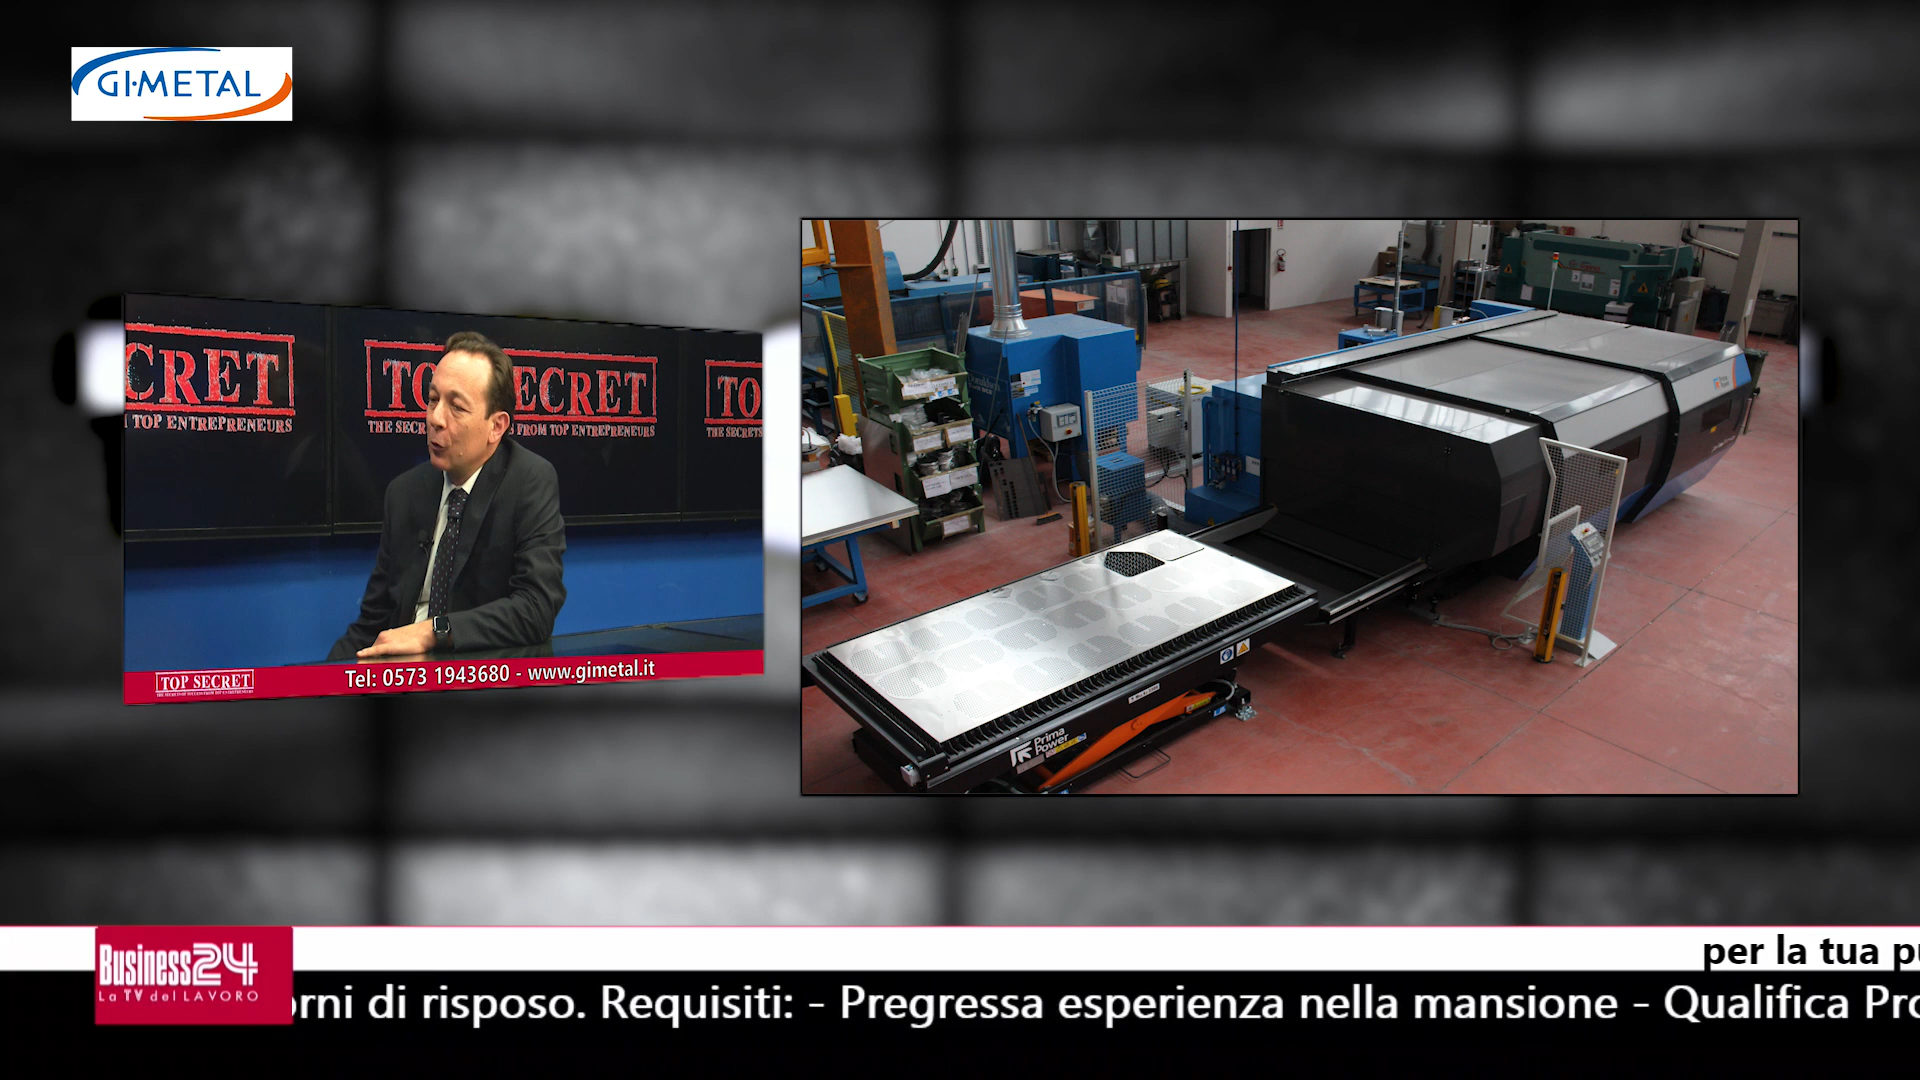 GI·METAL
CRET
TOP ENTREPRENEURS
TO ECRET
THE SECR FROM TOP ENTREPRENEURS
TO
THE SECRETS
TOP SECRET
Tel: 0573 1943680 - www.gimetal.it
Prima
Power
per la tua pu
Business24
La TV del LAVORO
orni di risposo. Requisiti: - Pregressa esperienza nella mansione - Qualifica Pro